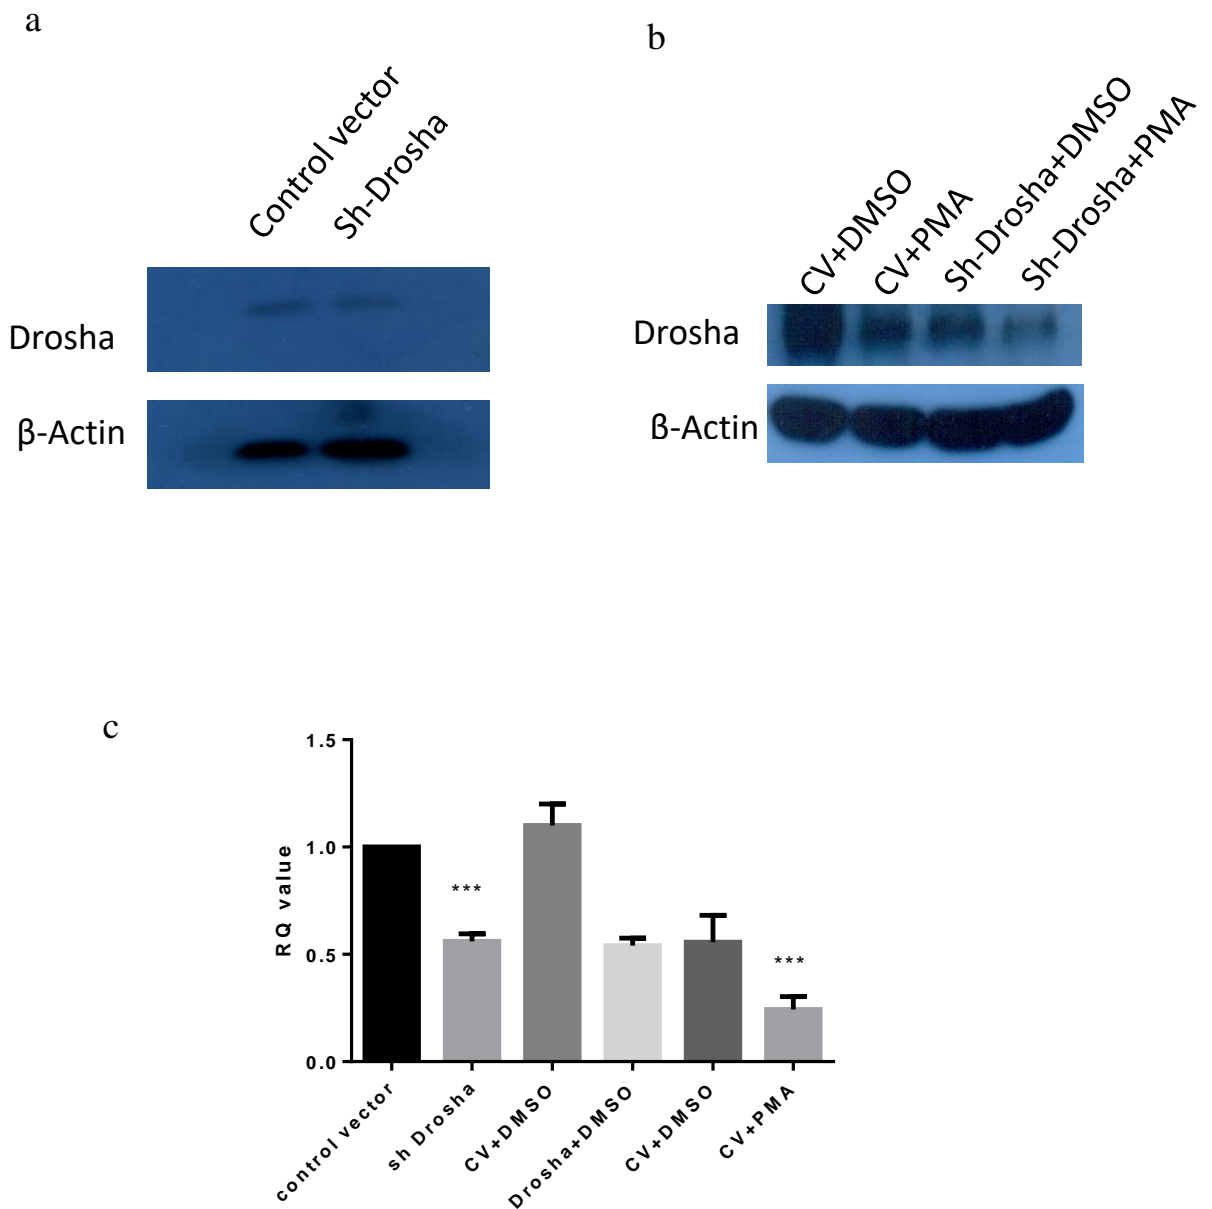 a
Control vector
Sh-Drosha
Drosha
β-Actin
b
CV+DMSO
CV+PMA
Sh-Drosha+DMSO
Sh-Drosha+PMA
Drosha
β-Actin
c
RQ value
1.5
1.0
0.5
0.0
***
***
control vector
sh Drosha
CV+DMSO
Drosha+DMSO
CV+DMSO
CV+PMA